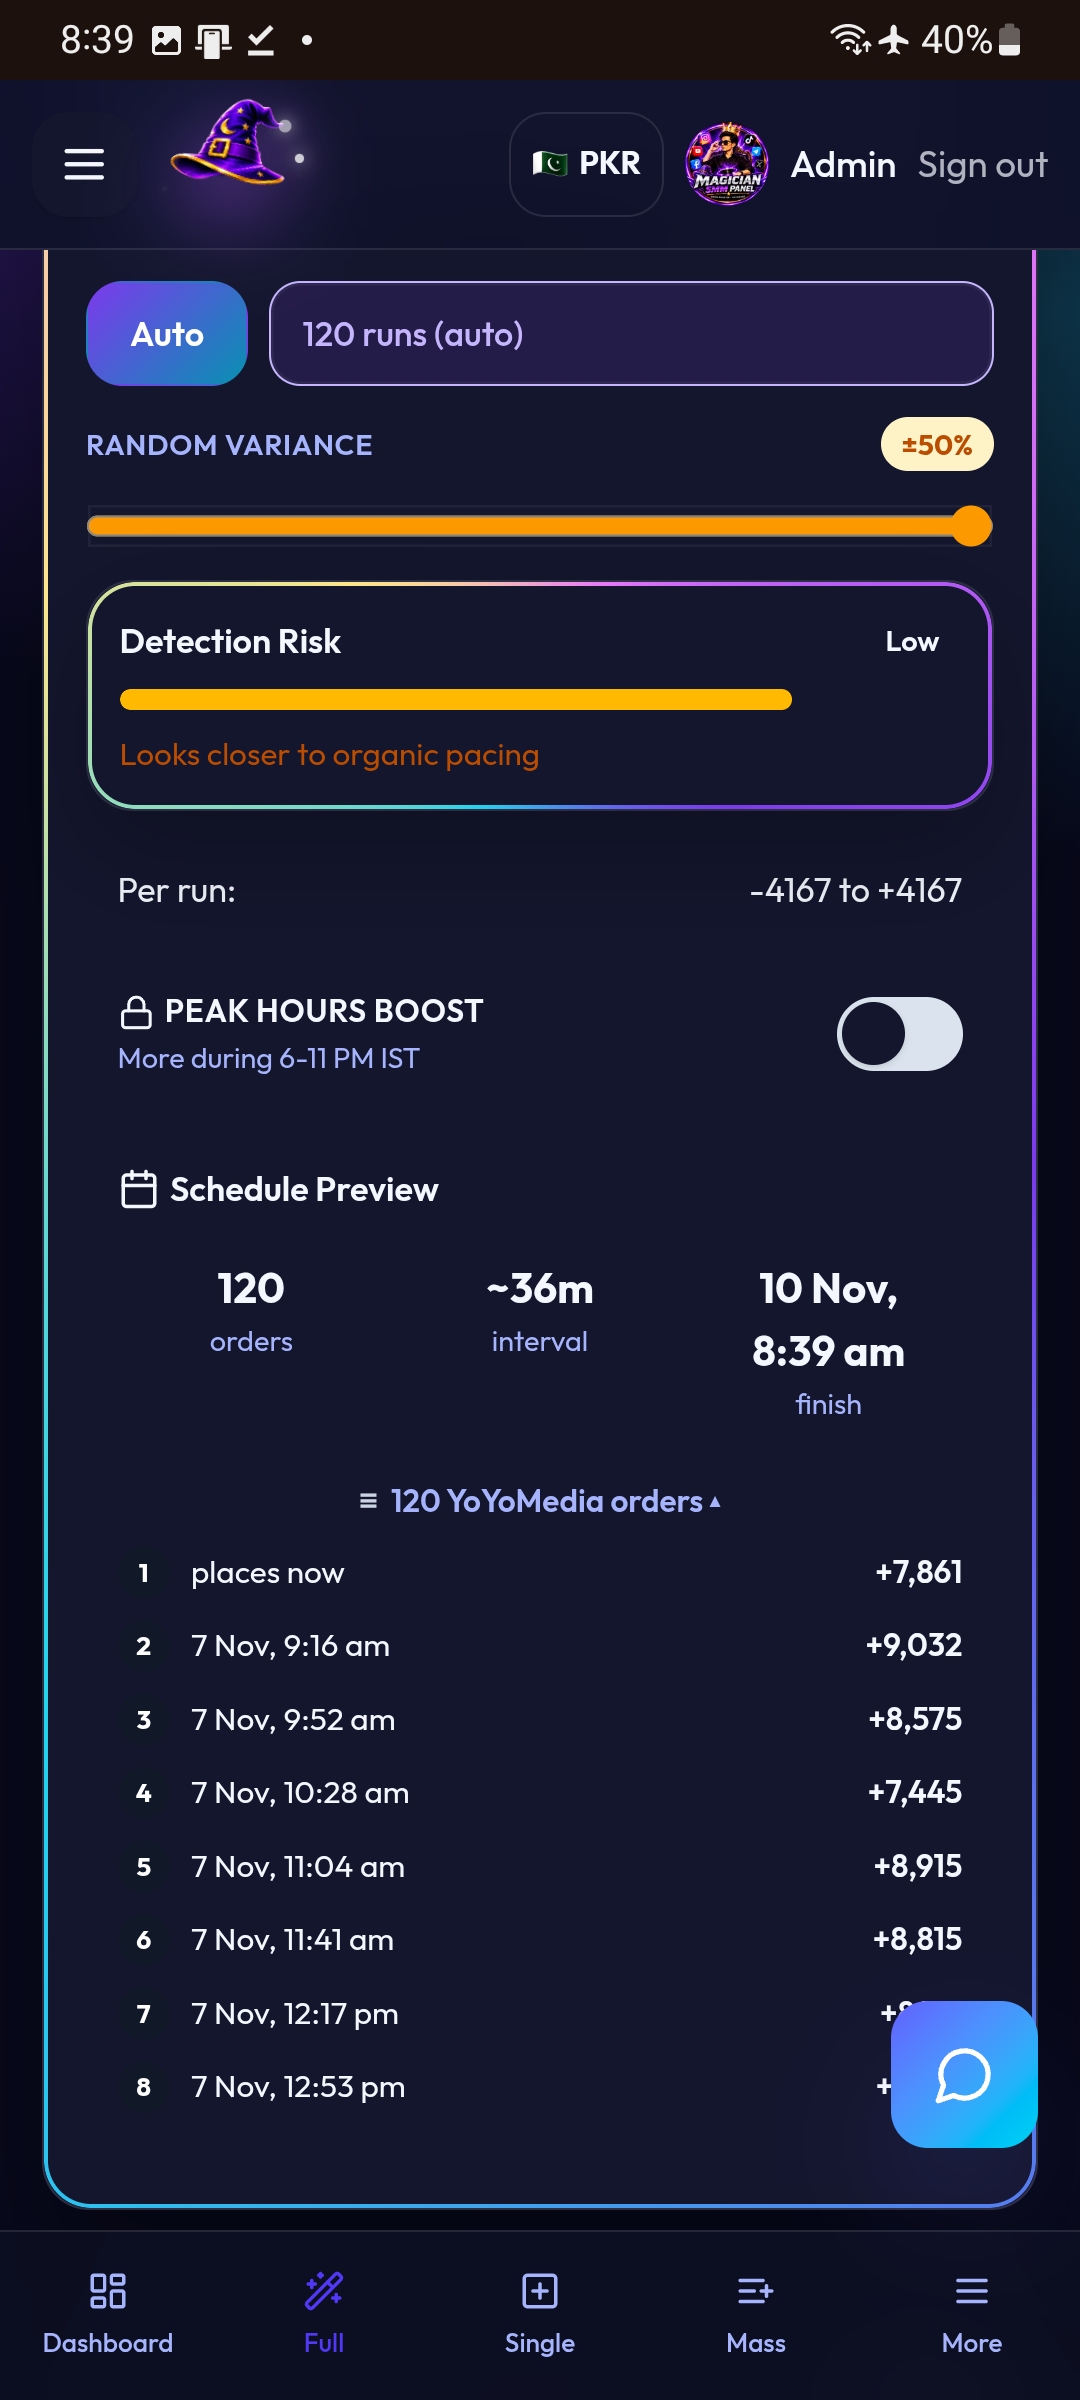 8:39
40%
PKR
MAGICIAN
SMM PANEL
Admin
Sign out
Auto
120 runs (auto)
RANDOM VARIANCE
±50%
Detection Risk
Low
Looks closer to organic pacing
Per run:
-4167 to +4167
PEAK HOURS BOOST
More during 6-11 PM IST
Schedule Preview
120
orders
~36m
interval
10 Nov,
8:39 am
finish
120 YoYoMedia orders
1 places now +7,861
2 7 Nov, 9:16 am +9,032
3 7 Nov, 9:52 am +8,575
4 7 Nov, 10:28 am +7,445
5 7 Nov, 11:04 am +8,915
6 7 Nov, 11:41 am +8,815
7 7 Nov, 12:17 pm
8 7 Nov, 12:53 pm
Dashboard
Full
Single
Mass
More